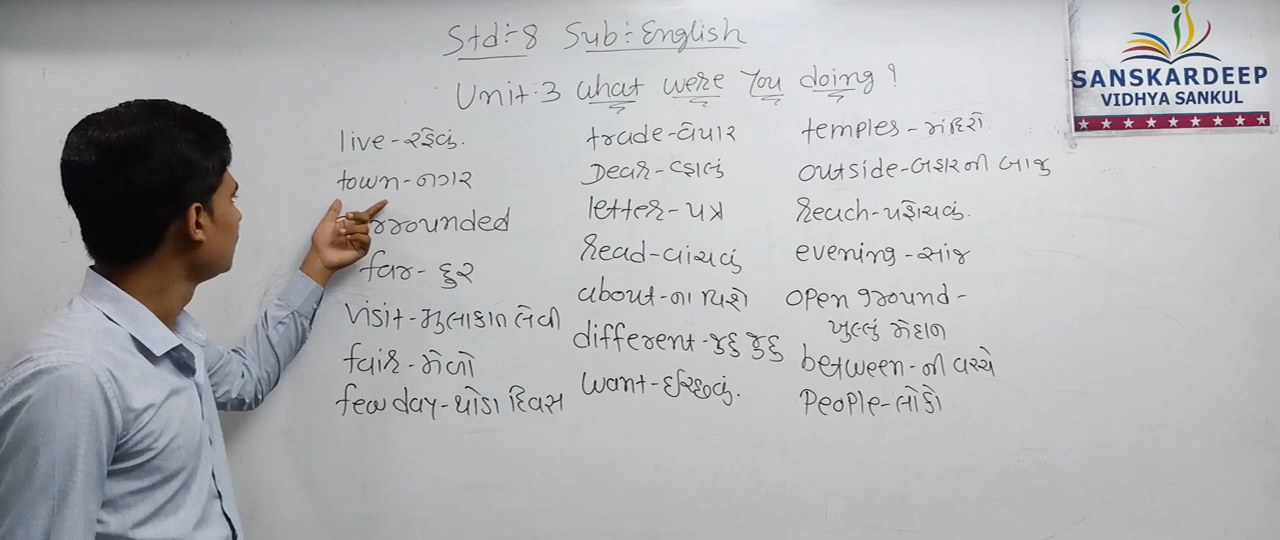 Std:-8 Sub:-English
Unit:3 What were You doing?
live-રહેવું.
town-નગર
rrounded
far-દુર
visit-મુલાકાત લેવી
fair-મેળો
few day-થોડા દિવસ
trade-વેપાર
Dear-વ્હાલું
letter-પત્ર
Read-વાંચવું
about-ના વિશે
different-જુદુ જુદુ
want-ઈચ્છવું.
temples-મંદિરો
outside-બહારની બાજુ
Reach-પહોચવું.
evening-સાંજ
open ground-
ખુલ્લું મેદાન
between-ની વચ્ચે
People-લોકો
SANSKARDEEP
VIDHYA SANKUL